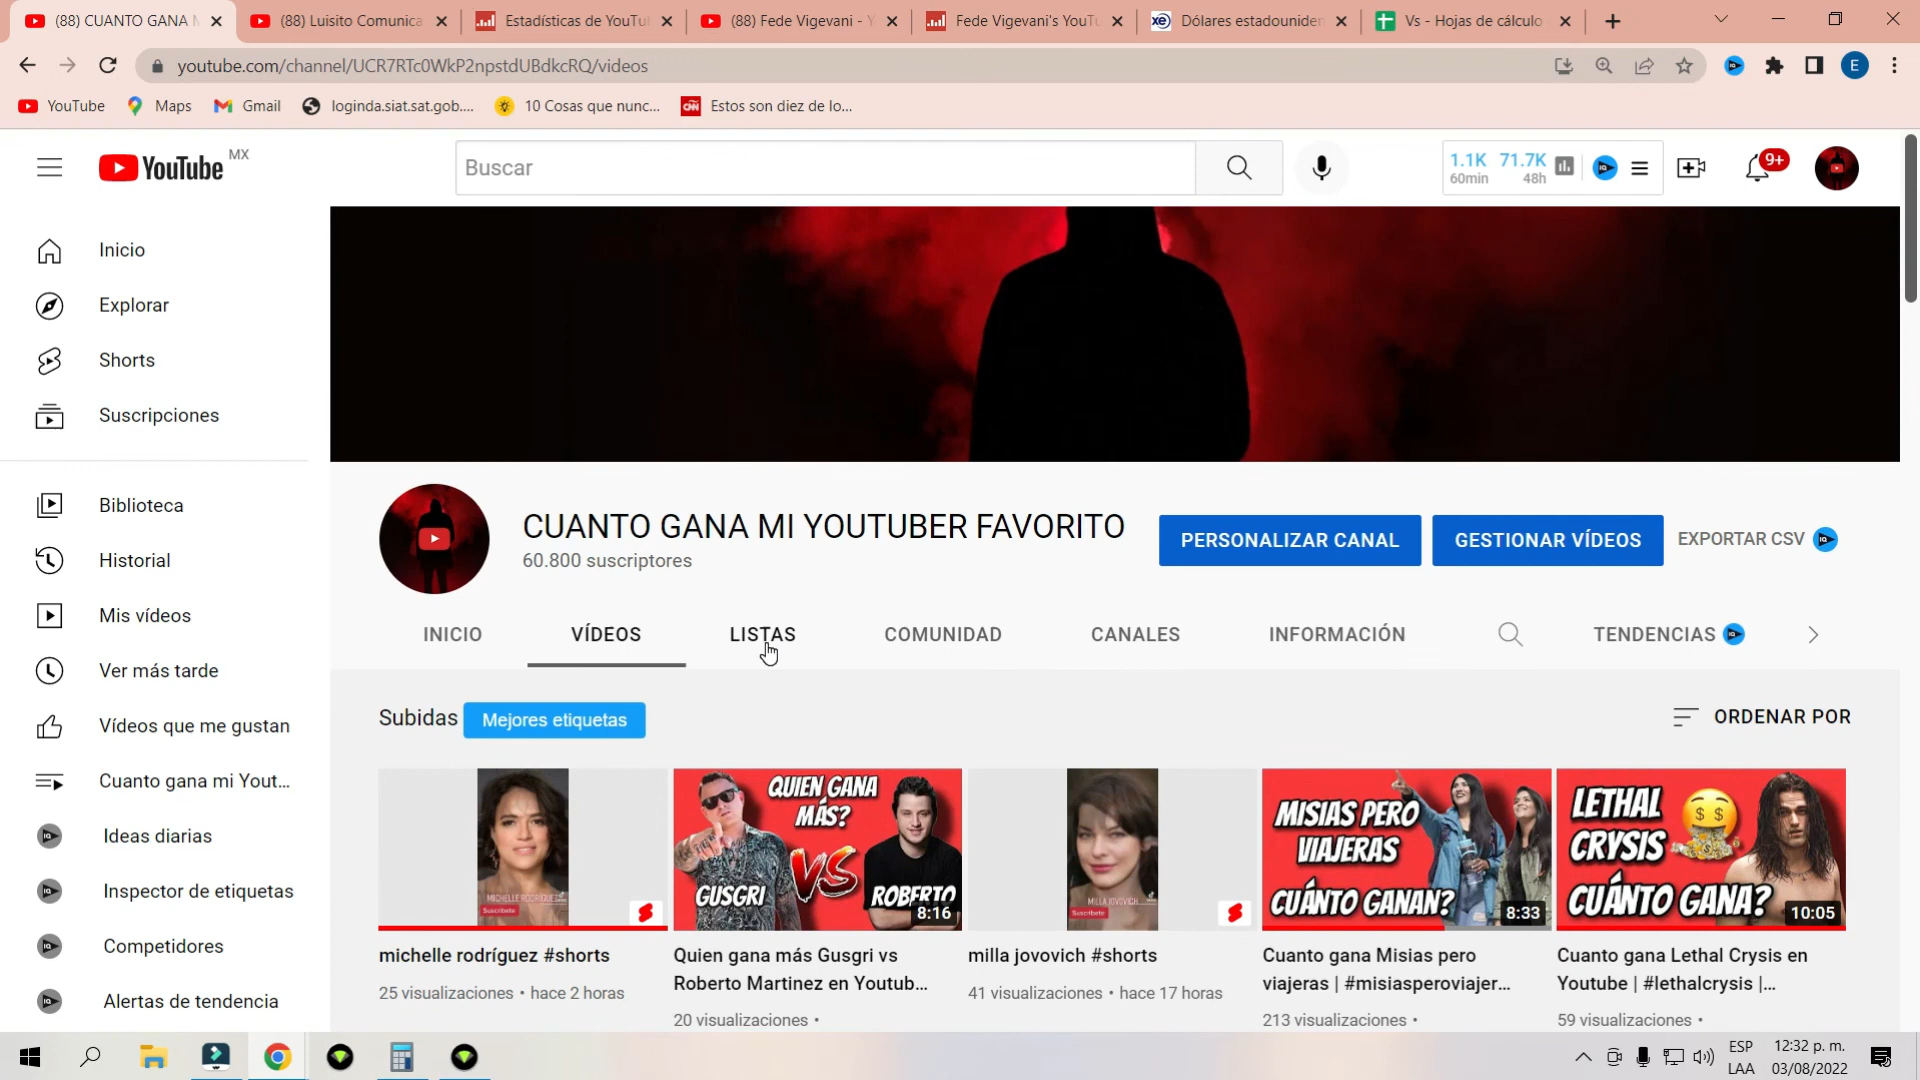 (88) CUANTO GANA M
(88) Luisito Comunica
Estadísticas de YouTu
(88) Fede Vigevani - Y
Fede Vigevani's YouTu
Dólares estadouniden
Vs - Hojas de cálculo
youtube.com/channel/UCR7RTc0WkP2npstdUBdkcRQ/videos
E
YouTube
Maps
Gmail
loginda.siat.sat.gob....
10 Cosas que nunc...
Estos son diez de lo...
YouTube MX
Buscar
1.1K 71.7K
60min 48h
9+
Inicio
Explorar
Shorts
Suscripciones
Biblioteca
Historial
Mis vídeos
Ver más tarde
Vídeos que me gustan
Cuanto gana mi Yout...
Ideas diarias
Inspector de etiquetas
Competidores
Alertas de tendencia
CUANTO GANA MI YOUTUBER FAVORITO
60.800 suscriptores
PERSONALIZAR CANAL
GESTIONAR VÍDEOS
EXPORTAR CSV
INICIO
VÍDEOS
LISTAS
COMUNIDAD
CANALES
INFORMACIÓN
TENDENCIAS
Subidas
Mejores etiquetas
ORDENAR POR
MICHELLE RODRIGUEZ
Suscribete
michelle rodríguez #shorts
25 visualizaciones • hace 2 horas
QUIEN GANA
MÁS?
GUSGRI
VS
ROBERTO
8:16
Quien gana más Gusgri vs
Roberto Martinez en Youtub...
20 visualizaciones •
MILLA JOVOVICH
Suscribete
milla jovovich #shorts
41 visualizaciones • hace 17 horas
MISIAS PERO
VIAJERAS
CUÁNTO GANAN?
8:33
Cuanto gana Misias pero
viajeras | #misiasperoviajer...
213 visualizaciones •
LETHAL
CRYSIS
CUÁNTO GANA?
10:05
Cuanto gana Lethal Crysis en
Youtube | #lethalcrysis |...
59 visualizaciones •
ESP
LAA
12:32 p. m.
03/08/2022